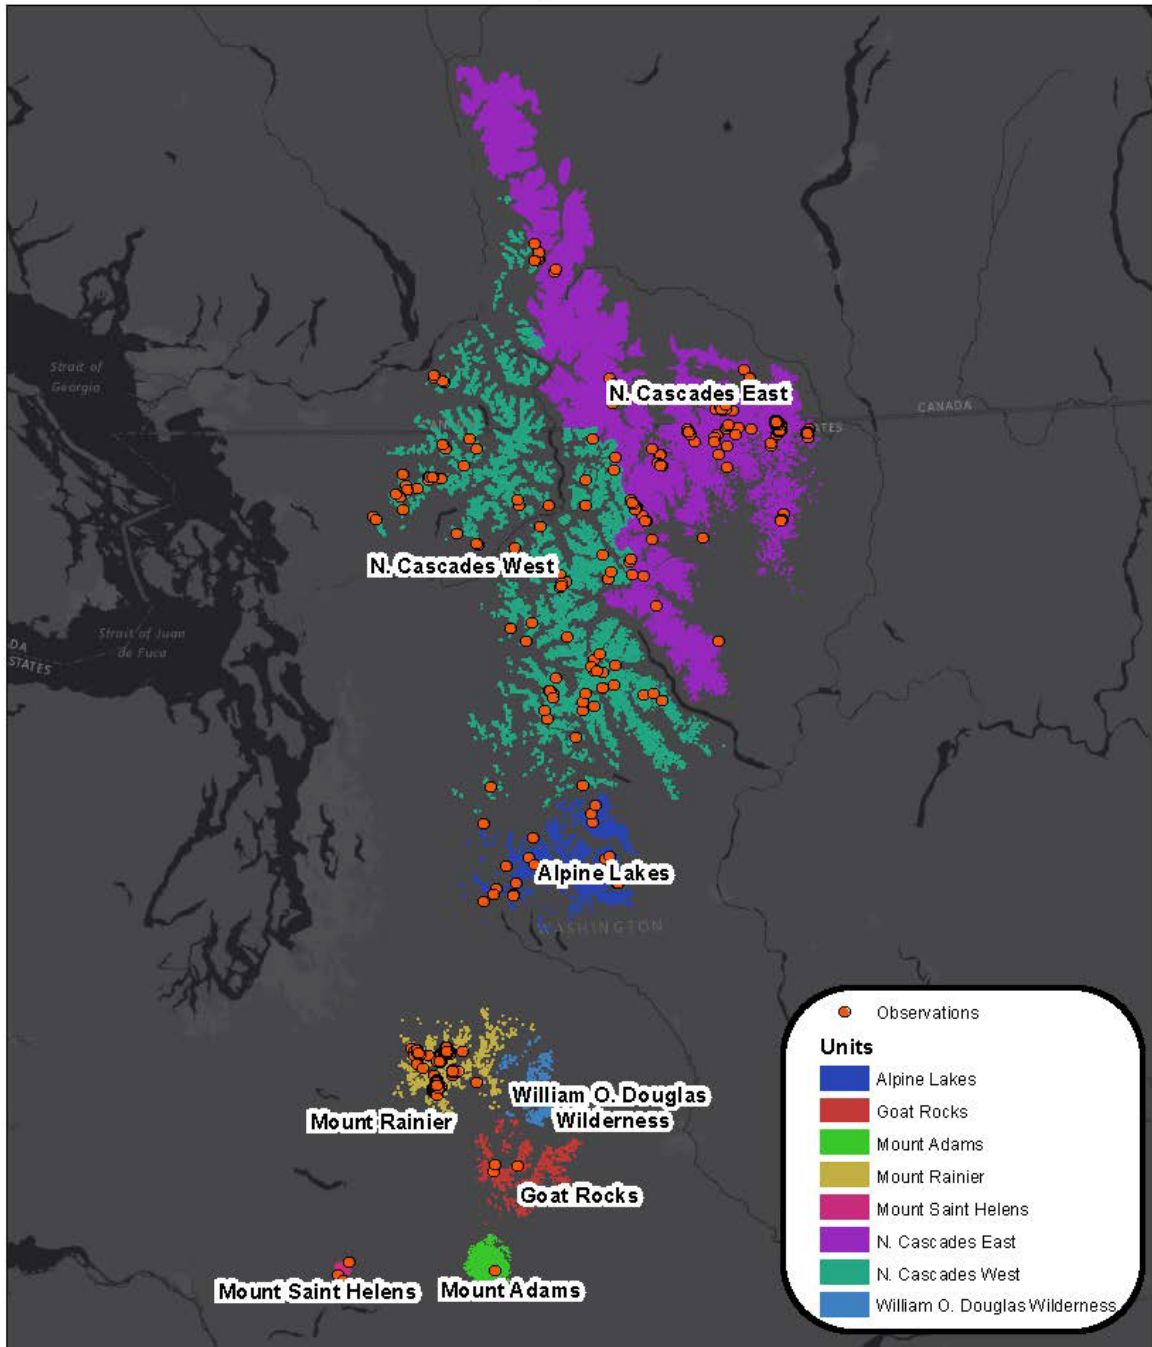 Strait of
Georgia
N. Cascades East
CANADA
ATES
N. Cascades West
Strait of Juan
de Fuca
DA
STATES
Alpine Lakes
WASHINGTON
William O. Douglas
Wilderness
Mount Rainier
Goat Rocks
Mount Saint Helens
Mount Adams
Observations
Units
Alpine Lakes
Goat Rocks
Mount Adams
Mount Rainier
Mount Saint Helens
N. Cascades East
N. Cascades West
William O. Douglas Wilderness